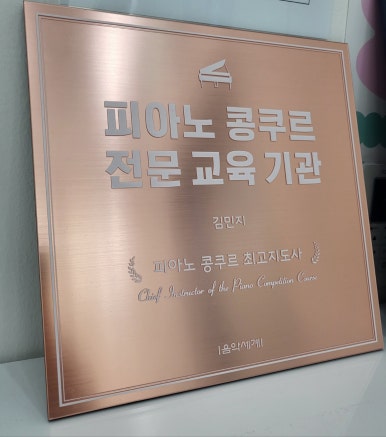 피아노 콩쿠르
전문 교육 기관
김민지
피아노 콩쿠르 최고지도사
Chief Instructor of the Piano Competition Course
|음악세계|